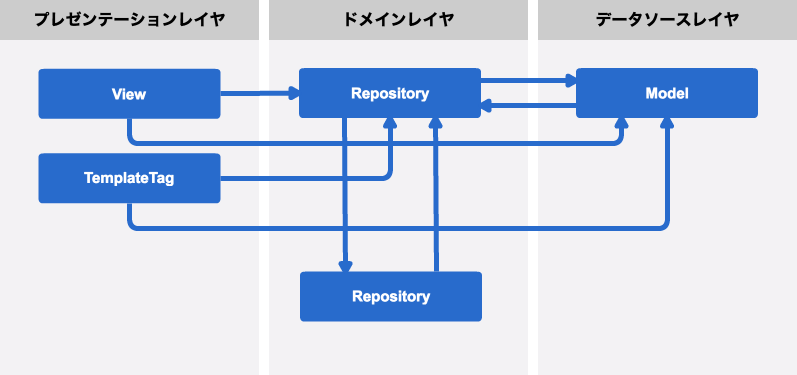 プレゼンテーションレイヤ
ドメインレイヤ
データソースレイヤ
View
Repository
Model
TemplateTag
Repository